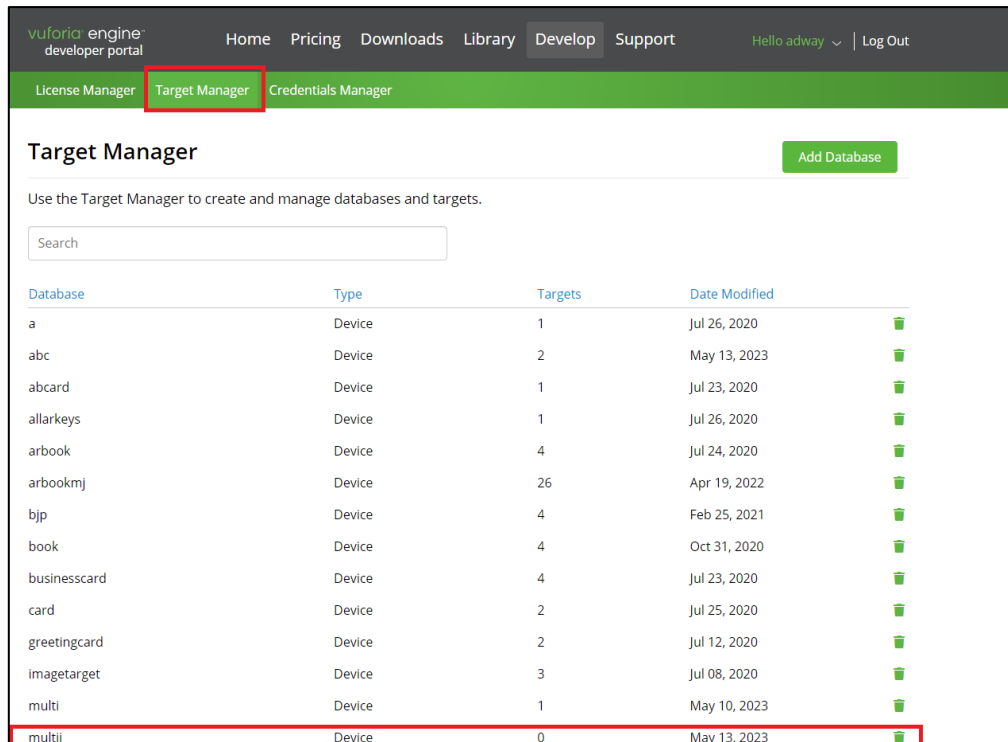 vuforia engine™
developer portal
Home Pricing Downloads Library Develop Support Hello adway | Log Out
License Manager Target Manager Credentials Manager
Target Manager
Add Database
Use the Target Manager to create and manage databases and targets.
Search
Database Type Targets Date Modified
a Device 1 Jul 26, 2020
abc Device 2 May 13, 2023
abcard Device 1 Jul 23, 2020
allarkeys Device 1 Jul 26, 2020
arbook Device 4 Jul 24, 2020
arbookmj Device 26 Apr 19, 2022
bjp Device 4 Feb 25, 2021
book Device 4 Oct 31, 2020
businesscard Device 4 Jul 23, 2020
card Device 2 Jul 25, 2020
greetingcard Device 2 Jul 12, 2020
imagetarget Device 3 Jul 08, 2020
multi Device 1 May 10, 2023
multii Device 0 May 13, 2023